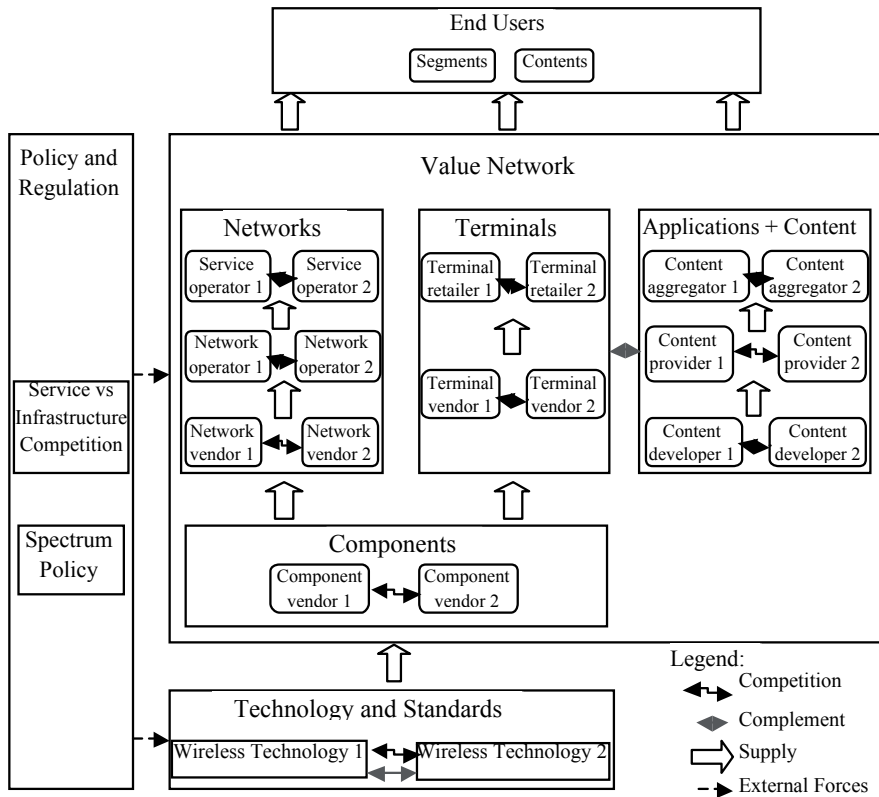 End Users
Segments
Contents
Policy and
Regulation
Service vs
Infrastructure
Competition
Spectrum
Policy
Value Network
Networks
Service
operator 1
Service
operator 2
Network
operator 1
Network
operator 2
Network
vendor 1
Network
vendor 2
Terminals
Terminal
retailer 1
Terminal
retailer 2
Terminal
vendor 1
Terminal
vendor 2
Applications + Content
Content
aggregator 1
Content
aggregator 2
Content
provider 1
Content
provider 2
Content
developer 1
Content
developer 2
Components
Component
vendor 1
Component
vendor 2
Technology and Standards
Wireless Technology 1
Wireless Technology 2
Legend:
Competition
Complement
Supply
External Forces